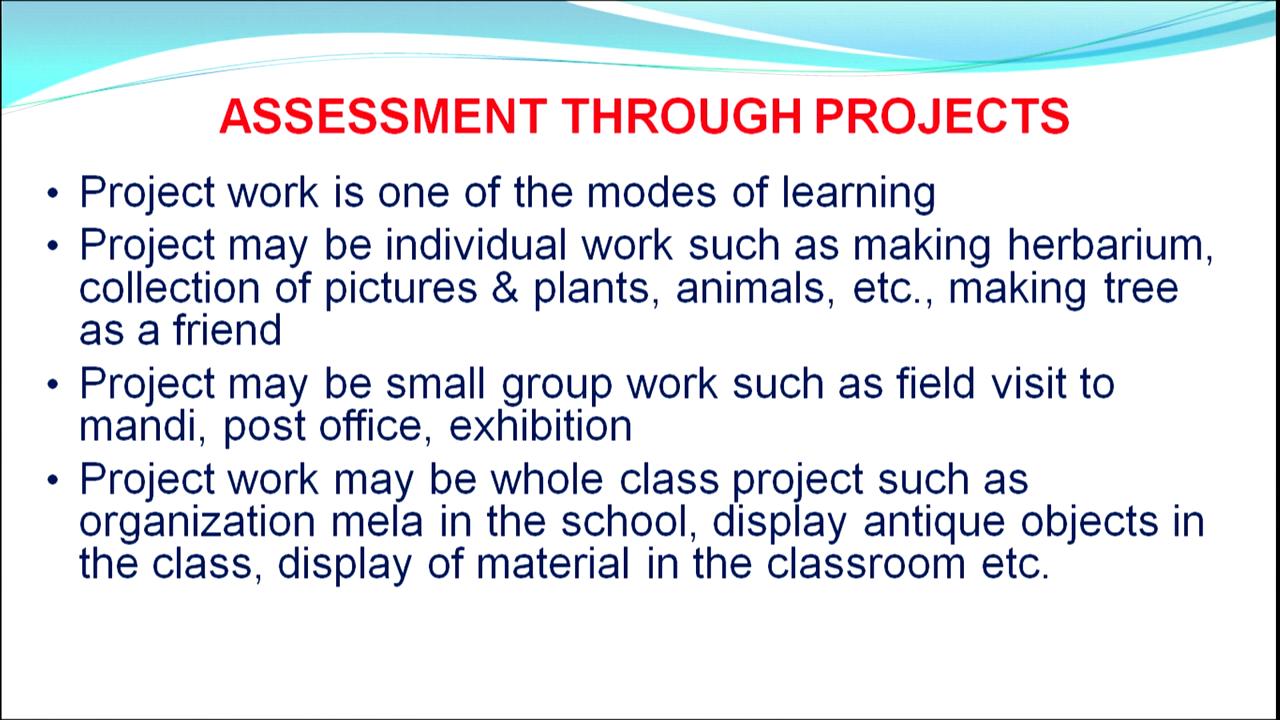 ASSESSMENT THROUGH PROJECTS
• Project work is one of the modes of learning
• Project may be individual work such as making herbarium,
collection of pictures & plants, animals, etc., making tree
as a friend
• Project may be small group work such as field visit to
mandi, post office, exhibition
• Project work may be whole class project such as
organization mela in the school, display antique objects in
the class, display of material in the classroom etc.